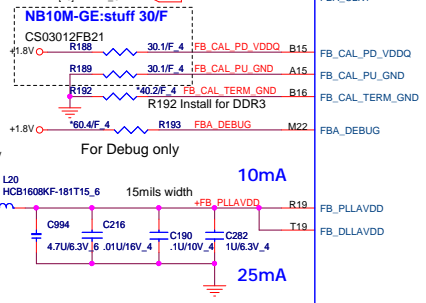 NB10M-GE:stuff 30/F
CS03012FB21
+1.8V R188 30.1/F_4 FB_CAL_PD_VDDQ B15 FB_CAL_PD_VDDQ
R189 30.1/F_4 FB_CAL_PU_GND A15 FB_CAL_PU_GND
R192 *40.2/F_4 FB_CAL_TERM_GND B16 FB_CAL_TERM_GND
R192 Install for DDR3
+1.8V *60.4/F_4 R193 FBA_DEBUG M22 FBA_DEBUG
For Debug only
10mA
L20
HCB1608KF-181T15_6 15mils width
+FB_PLLAVDD R19 FB_PLLAVDD
T19 FB_DLLAVDD
C994 C216 C190 C282
4.7U/6.3V_6 .01U/16V_4 .1U/10V_4 1U/6.3V_4
25mA